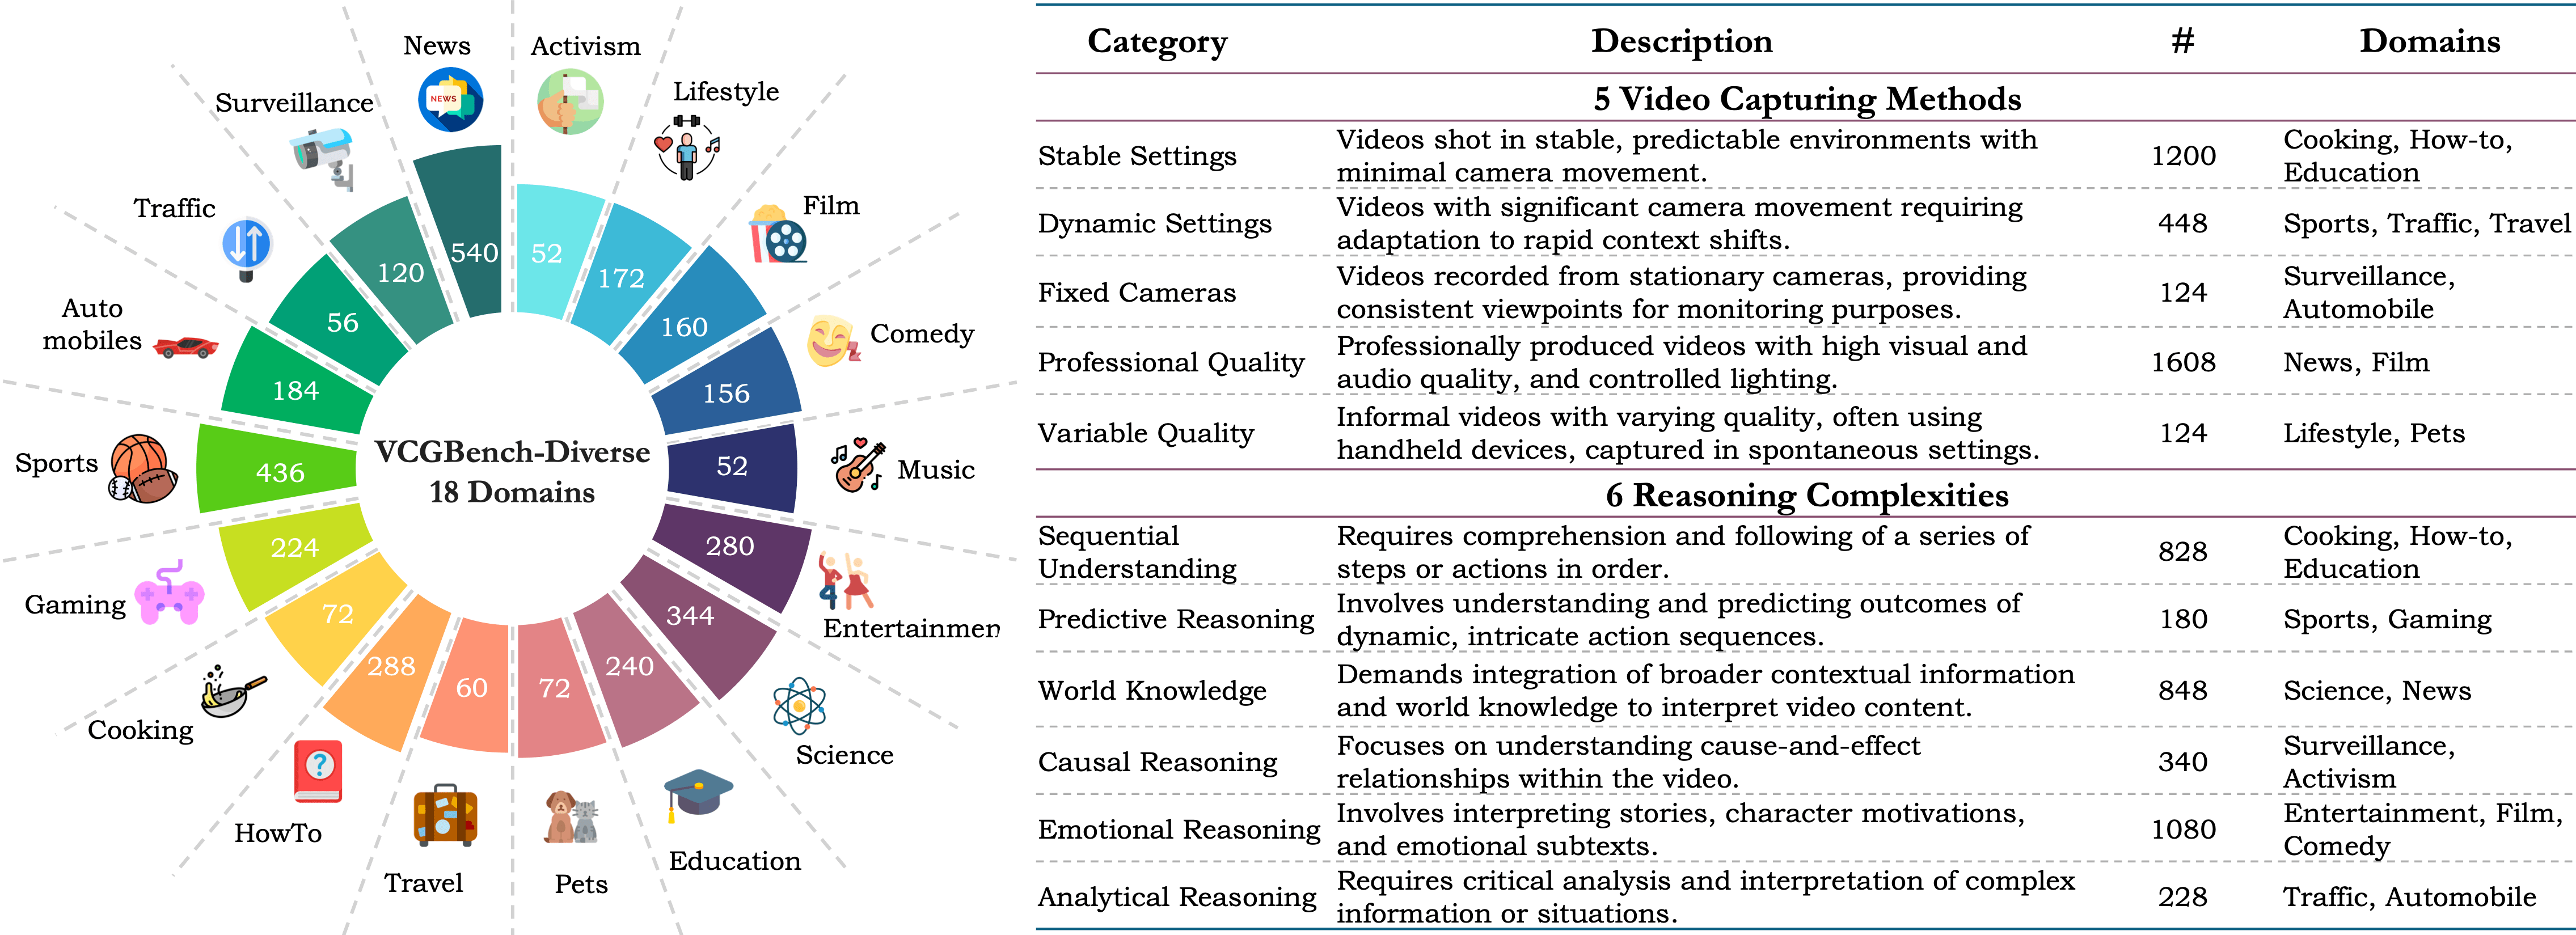 News
Activism
NEWS
Lifestyle
Surveillance
Film
Traffic
Comedy
Auto
mobiles
Music
Sports
Entertainmen
Gaming
Science
Cooking
HowTo
?
Education
Travel
Pets
540
52
172
160
156
52
280
344
240
72
60
288
72
224
436
184
56
120
VCGBench-Diverse
18 Domains
Category Description # Domains
5 Video Capturing Methods
Stable Settings
Videos shot in stable, predictable environments with
minimal camera movement.
1200
Cooking, How-to,
Education
Dynamic Settings
Videos with significant camera movement requiring
adaptation to rapid context shifts.
448
Sports, Traffic, Travel
Fixed Cameras
Videos recorded from stationary cameras, providing
consistent viewpoints for monitoring purposes.
124
Surveillance,
Automobile
Professional Quality
Professionally produced videos with high visual and
audio quality, and controlled lighting.
1608
News, Film
Variable Quality
Informal videos with varying quality, often using
handheld devices, captured in spontaneous settings.
124
Lifestyle, Pets
6 Reasoning Complexities
Sequential
Understanding
Requires comprehension and following of a series of
steps or actions in order.
828
Cooking, How-to,
Education
Predictive Reasoning
Involves understanding and predicting outcomes of
dynamic, intricate action sequences.
180
Sports, Gaming
World Knowledge
Demands integration of broader contextual information
and world knowledge to interpret video content.
848
Science, News
Causal Reasoning
Focuses on understanding cause-and-effect
relationships within the video.
340
Surveillance,
Activism
Emotional Reasoning
Involves interpreting stories, character motivations,
and emotional subtexts.
1080
Entertainment, Film,
Comedy
Analytical Reasoning
Requires critical analysis and interpretation of complex
information or situations.
228
Traffic, Automobile